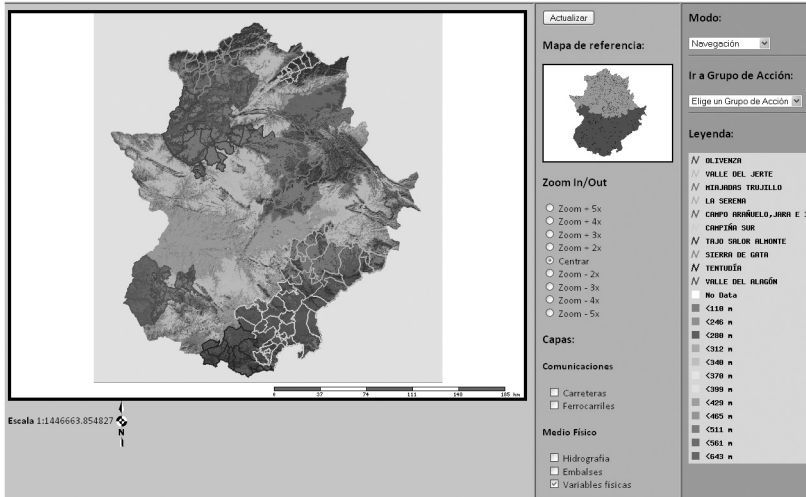 Actualizar
Mapa de referencia:
Zoom In/Out
Zoom + 5x
Zoom + 4x
Zoom + 3x
Zoom + 2x
Centrar
Zoom - 2x
Zoom - 3x
Zoom - 4x
Zoom - 5x
Capas:
Comunicaciones
Carreteras
Ferrocarriles
Medio Físico
Hidrografia
Embalses
Variables físicas
Modo:
Navegación
Ir a Grupo de Acción:
Elige un Grupo de Acción
Leyenda:
OLIVENZA
VALLE DEL JERTE
MIAJADAS TRUJILLO
LA SERENA
CAMPO ARAÑUELO,JARA E
CAMPIÑA SUR
TAJO SALOR ALMONTE
SIERRA DE GATA
TENTUDÍA
VALLE DEL ALAGÓN
No Data
<110 m
<246 m
<280 m
<312 m
<340 m
<370 m
<399 m
<429 m
<465 m
<511 m
<561 m
<643 m
0 37 74 111 148 185 km
Escala 1:1446663.854827
N